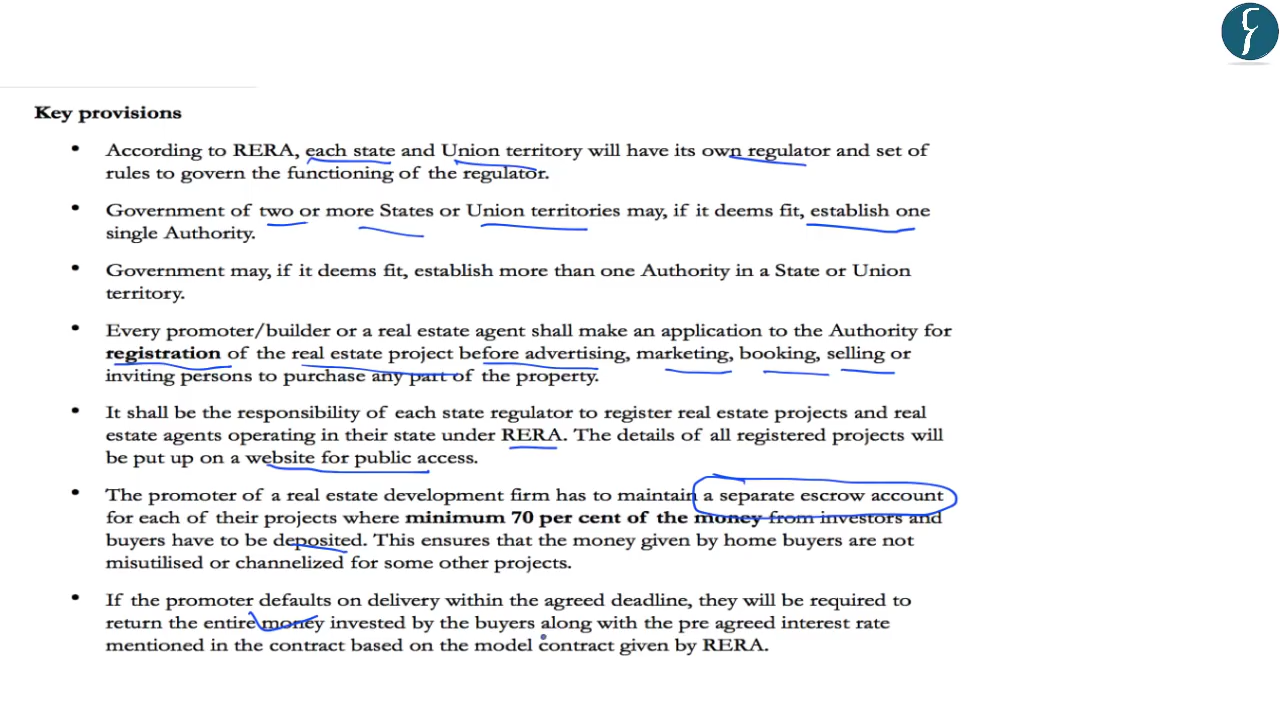 Key provisions
• According to RERA, each state and Union territory will have its own regulator and set of
rules to govern the functioning of the regulator.
• Government of two or more States or Union territories may, if it deems fit, establish one
single Authority.
• Government may, if it deems fit, establish more than one Authority in a State or Union
territory.
• Every promoter/builder or a real estate agent shall make an application to the Authority for
registration of the real estate project before advertising, marketing, booking, selling or
inviting persons to purchase any part of the property.
• It shall be the responsibility of each state regulator to register real estate projects and real
estate agents operating in their state under RERA. The details of all registered projects will
be put up on a website for public access.
• The promoter of a real estate development firm has to maintain a separate escrow account
for each of their projects where minimum 70 per cent of the money from investors and
buyers have to be deposited. This ensures that the money given by home buyers are not
misutilised or channelized for some other projects.
• If the promoter defaults on delivery within the agreed deadline, they will be required to
return the entire money invested by the buyers along with the pre agreed interest rate
mentioned in the contract based on the model contract given by RERA.